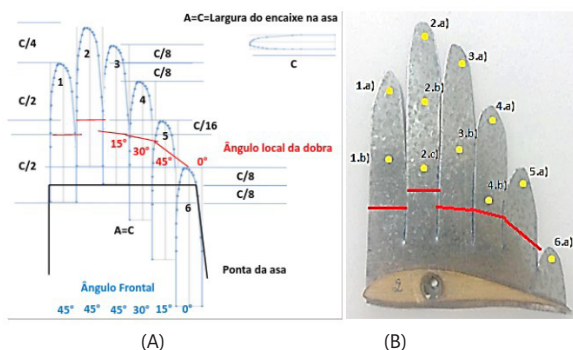 A=C=Largura do encaixe na asa
C
C/4
C/2
C/2
C/8
C/8
C/16
C/8
C/8
1
2
3
4
5
6
15°
30°
45°
0°
Ângulo local da dobra
A=C
Ponta da asa
Ângulo Frontal
45° 45° 45° 30° 15° 0°
(A)
2.a)
3.a)
1.a)
2.b)
4.a)
3.b)
1.b)
2.c)
5.a)
4.b)
6.a)
2
(B)